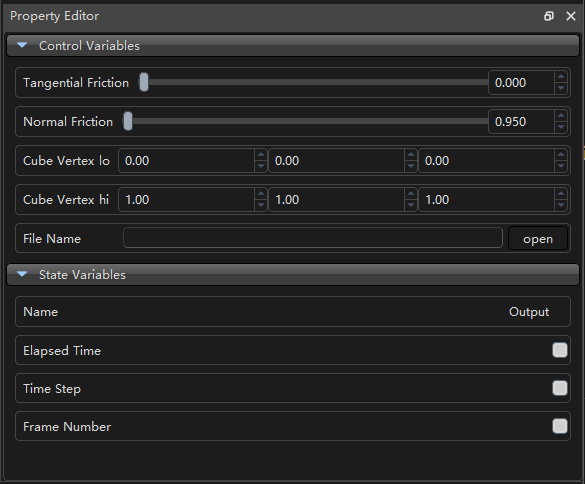 Property Editor
Control Variables
Tangential Friction 0.000
Normal Friction 0.950
Cube Vertex lo 0.00 0.00 0.00
Cube Vertex hi 1.00 1.00 1.00
File Name open
State Variables
Name Output
Elapsed Time
Time Step
Frame Number